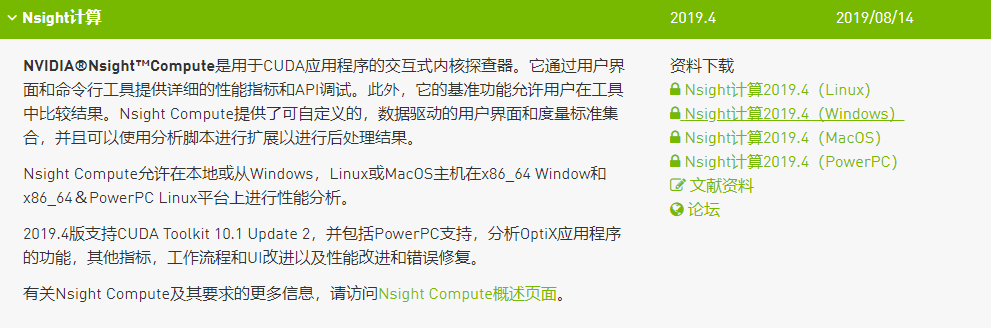 Nsight计算 2019.4 2019/08/14
NVIDIA®Nsight™Compute是用于CUDA应用程序的交互式内核探查器。它通过用户界
面和命令行工具提供详细的性能指标和API调试。此外，它的基准功能允许用户在工具
中比较结果。Nsight Compute提供了可自定义的，数据驱动的用户界面和度量标准集
合，并且可以使用分析脚本进行扩展以进行后处理结果。
Nsight Compute允许在本地或从Windows，Linux或MacOS主机在x86_64 Window和
x86_64＆PowerPC Linux平台上进行性能分析。
2019.4版支持CUDA Toolkit 10.1 Update 2，并包括PowerPC支持，分析OptiX应用程序
的功能，其他指标，工作流程和UI改进以及性能改进和错误修复。
有关Nsight Compute及其要求的更多信息，请访问Nsight Compute概述页面。
资料下载
Nsight计算2019.4（Linux）
Nsight计算2019.4（Windows）
Nsight计算2019.4（MacOS）
Nsight计算2019.4（PowerPC）
文献资料
论坛